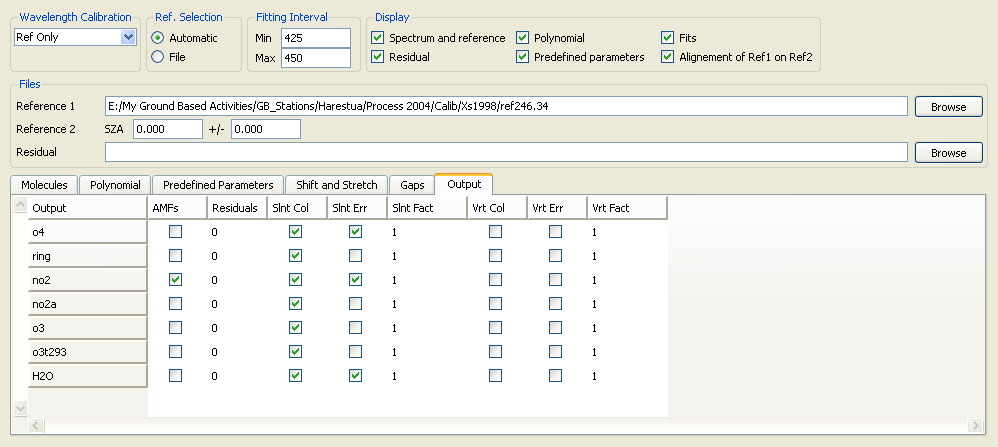 Wavelength Calibration
Ref Only
Ref. Selection
Automatic
File
Fitting Interval
Min 425
Max 450
Display
Spectrum and reference Polynomial Fits
Residual Predefined parameters Alignement of Ref1 on Ref2
Files
Reference 1 E:/My Ground Based Activities/GB_Stations/Harestua/Process 2004/Calib/Xs1998/ref246.34 Browse
Reference 2 SZA 0.000 +/- 0.000
Residual Browse
Molecules Polynomial Predefined Parameters Shift and Stretch Gaps Output
Output AMFs Residuals Slnt Col Slnt Err Slnt Fact Vrt Col Vrt Err Vrt Fact
o4 0 1 1
ring 0 1 1
no2 0 1 1
no2a 0 1 1
o3 0 1 1
o3t293 0 1 1
H2O 0 1 1